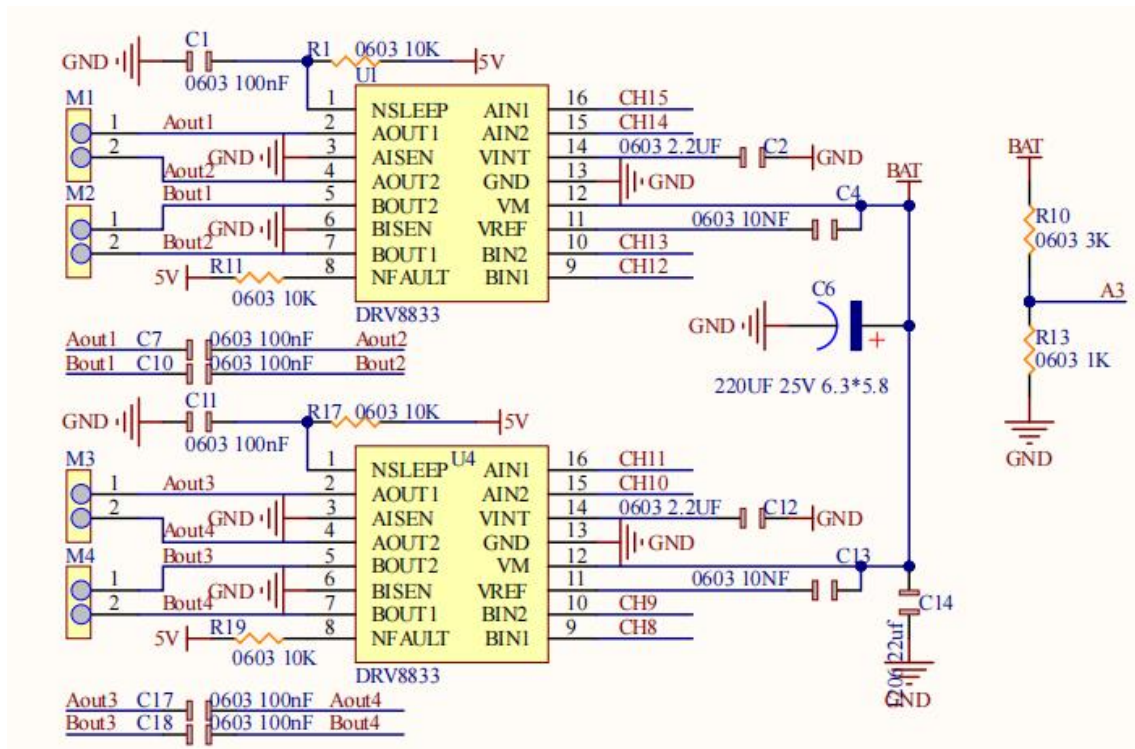 C1
R1 0603 10K
GND
5V
0603 100nF
U1
M1
1 NSLEEP AIN1 16 CH15
1 Aout1 2 AOUT1 AIN2 15 CH14
2 GND 3 AISEN VINT 14 0603 2.2UF C2 GND
Aout2 4 AOUT2 GND 13 GND
M2 Bout1 5 BOUT2 VM 12 C4 BAT
1 GND 6 BISEN VREF 11 0603 10NF
2 Bout2 7 BOUT1 BIN2 10 CH13
5V R11 8 NFAULT BIN1 9 CH12
0603 10K
DRV8833
BAT
R10
0603 3K
A3
R13
0603 1K
GND
C6
GND
+
220UF 25V 6.3*5.8
Aout1 C7 0603 100nF Aout2
Bout1 C10 0603 100nF Bout2
C11
R17 0603 10K
GND
5V
0603 100nF
U4
M3
1 NSLEEP AIN1 16 CH11
1 Aout3 2 AOUT1 AIN2 15 CH10
2 GND 3 AISEN VINT 14 0603 2.2UF C12 GND
Aout4 4 AOUT2 GND 13 GND
M4 Bout3 5 BOUT2 VM 12 C13
1 GND 6 BISEN VREF 11 0603 10NF
2 Bout4 7 BOUT1 BIN2 10 CH9
5V R19 8 NFAULT BIN1 9 CH8
0603 10K
DRV8833
C14
1206 22uf
GND
Aout3 C17 0603 100nF Aout4
Bout3 C18 0603 100nF Bout4